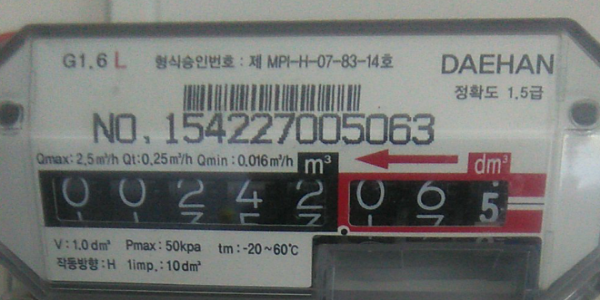 G1.6 L 형식승인번호 : 제 MPI-H-07-83-14호 DAEHAN
정확도 1.5급
NO. 154227005063
Qmax: 2.5m³/h Qt:0.25m³/h Qmin : 0.016m³/h m³ dm³
0 0 2 4 2 0 6 5
V : 1.0 dm³ Pmax: 50kpa tm : -20~60℃
작동방향 : H 1imp. : 10 dm³